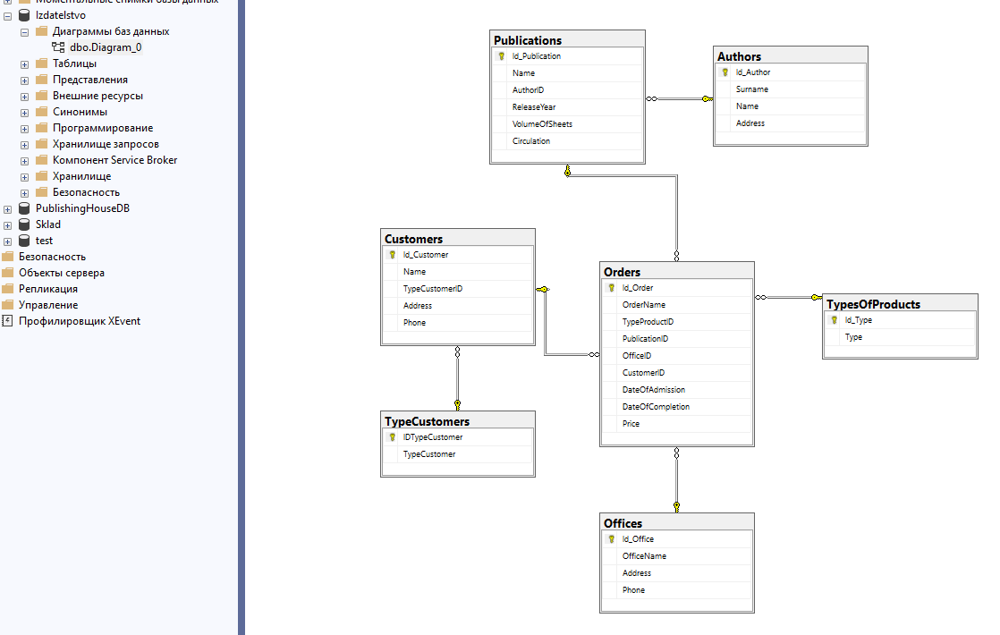 Моментальные снимки базы данных
Izdatelstvo
Диаграммы баз данных
dbo.Diagram_0
Таблицы
Представления
Внешние ресурсы
Синонимы
Программирование
Хранилище запросов
Компонент Service Broker
Хранилище
Безопасность
PublishingHouseDB
Sklad
test
Безопасность
Объекты сервера
Репликация
Управление
Профилировщик XEvent
Publications
Id_Publication
Name
AuthorID
ReleaseYear
VolumeOfSheets
Circulation
Authors
Id_Author
Surname
Name
Address
Customers
Id_Customer
Name
TypeCustomerID
Address
Phone
Orders
Id_Order
OrderName
TypeProductID
PublicationID
OfficeID
CustomerID
DateOfAdmission
DateOfCompletion
Price
TypesOfProducts
Id_Type
Type
TypeCustomers
IDTypeCustomer
TypeCustomer
Offices
Id_Office
OfficeName
Address
Phone